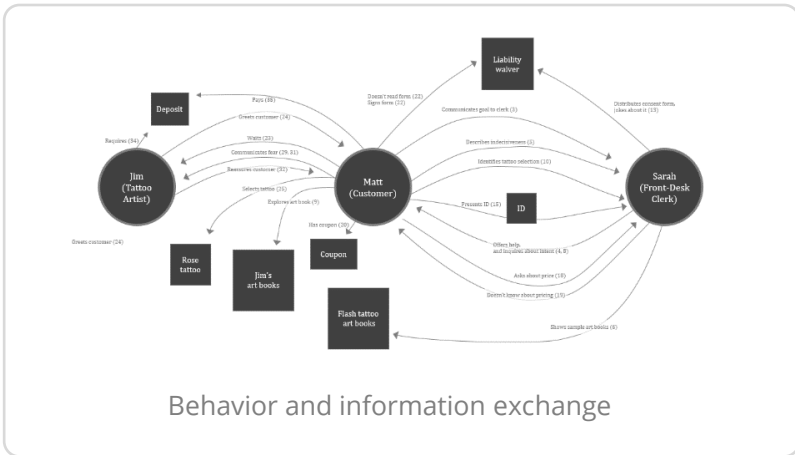 Liability
waiver
Doesn't read form (22)
Signs form (22)
Distributes consent form,
jokes about it (15)
Deposit
Pays (38)
Communicates goal to clerk (3)
Greets customer (24)
Requires (34)
Waits (23)
Describes indecisiveness (5)
Communicates fear (29, 31)
Identifies tattoo selection (10)
Jim
(Tattoo
Artist)
Reassures customer (32)
Matt
(Customer)
Sarah
(Front-Desk
Clerk)
Selects tattoo (25)
Explores art book (9)
Presents ID (18)
ID
Has coupon (20)
Greets customer (24)
Offers help,
and inquires about intent (4, 8)
Rose
tattoo
Jim's
art books
Coupon
Asks about price (18)
Doesn't know about pricing (19)
Flash tattoo
art books
Shows sample art books (6)
Behavior and information exchange